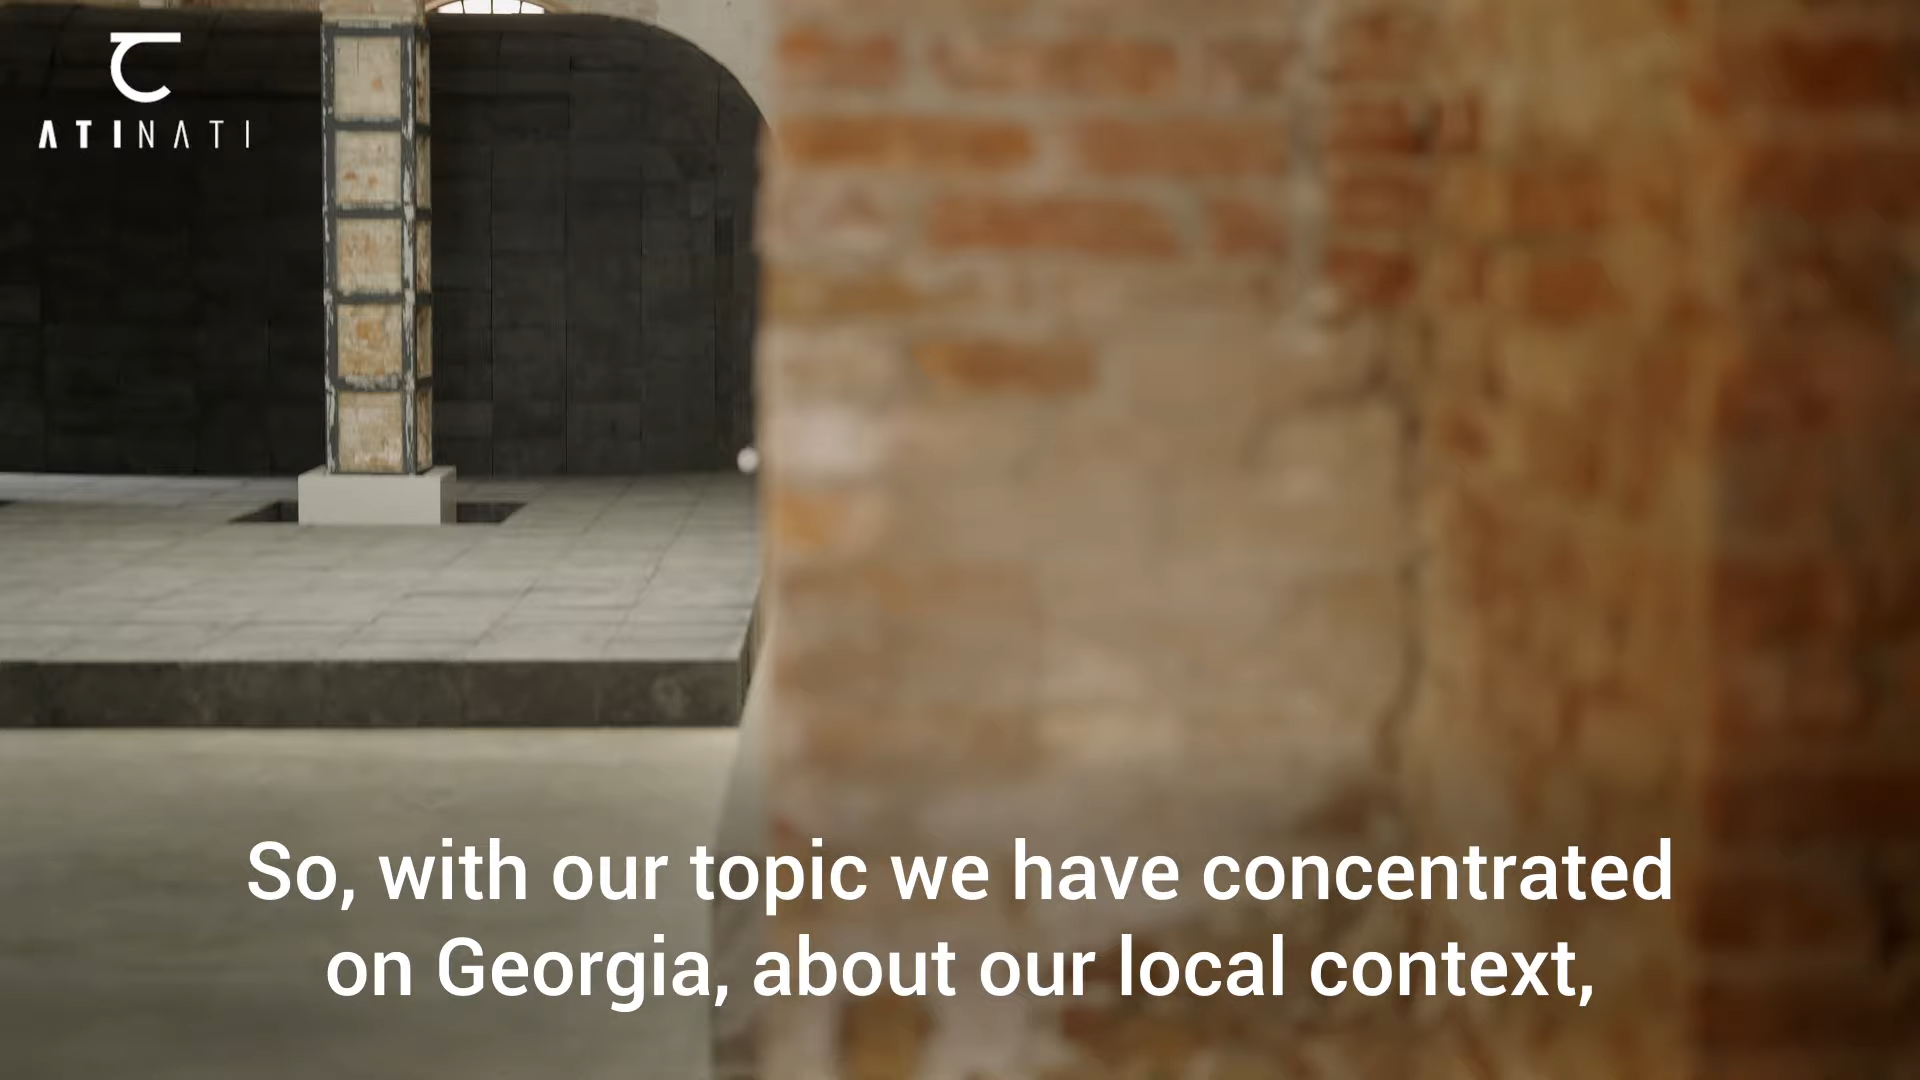 ATINATI
So, with our topic we have concentrated
on Georgia, about our local context,